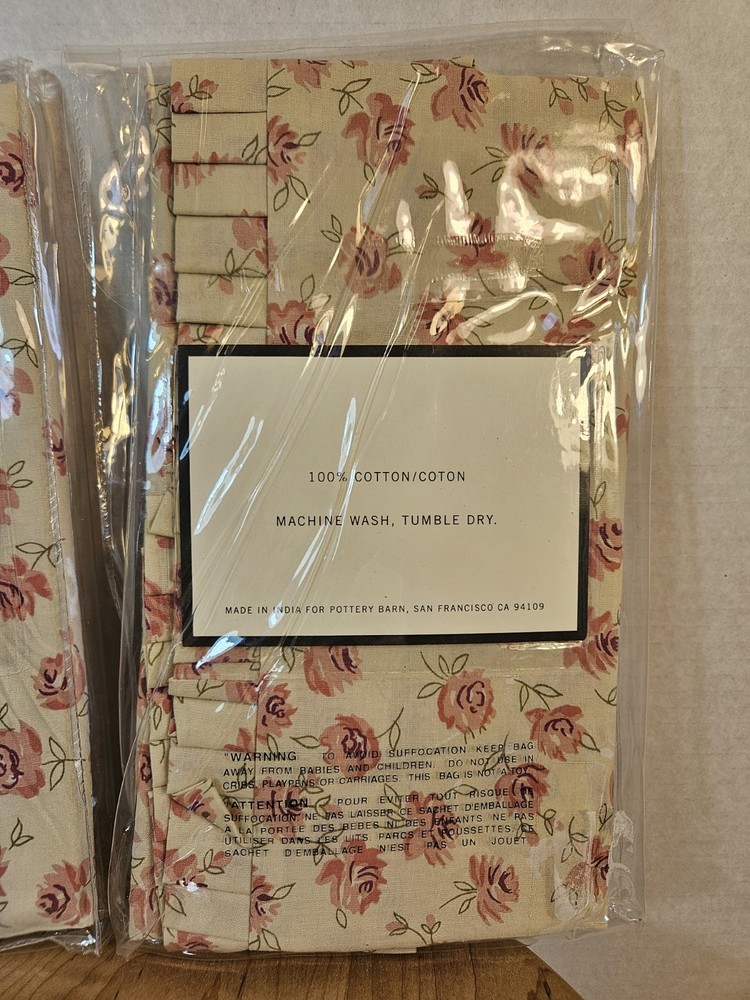 100% COTTON/COTON
MACHINE WASH, TUMBLE DRY.
MADE IN INDIA FOR POTTERY BARN, SAN FRANCISCO CA 94109
"WARNING TO AVOID SUFFOCATION KEEP BAG
AWAY FROM BABIES AND CHILDREN. DO NOT USE IN
CRIBS, PLAYPENS OR CARRIAGES. THIS BAG IS NOT A TOY.
"ATTENTION POUR EVITER TOUT RISQUE DE
SUFFOCATION, NE PAS LAISSER CE SACHET D'EMBALLAGE
A LA PORTEE DES BEBES NI DES ENFANTS NE PAS
UTILISER DANS LES LITS, PARCS ET POUSSETTES. CE
SACHET D'EMBALLAGE N'EST PAS UN JOUET.